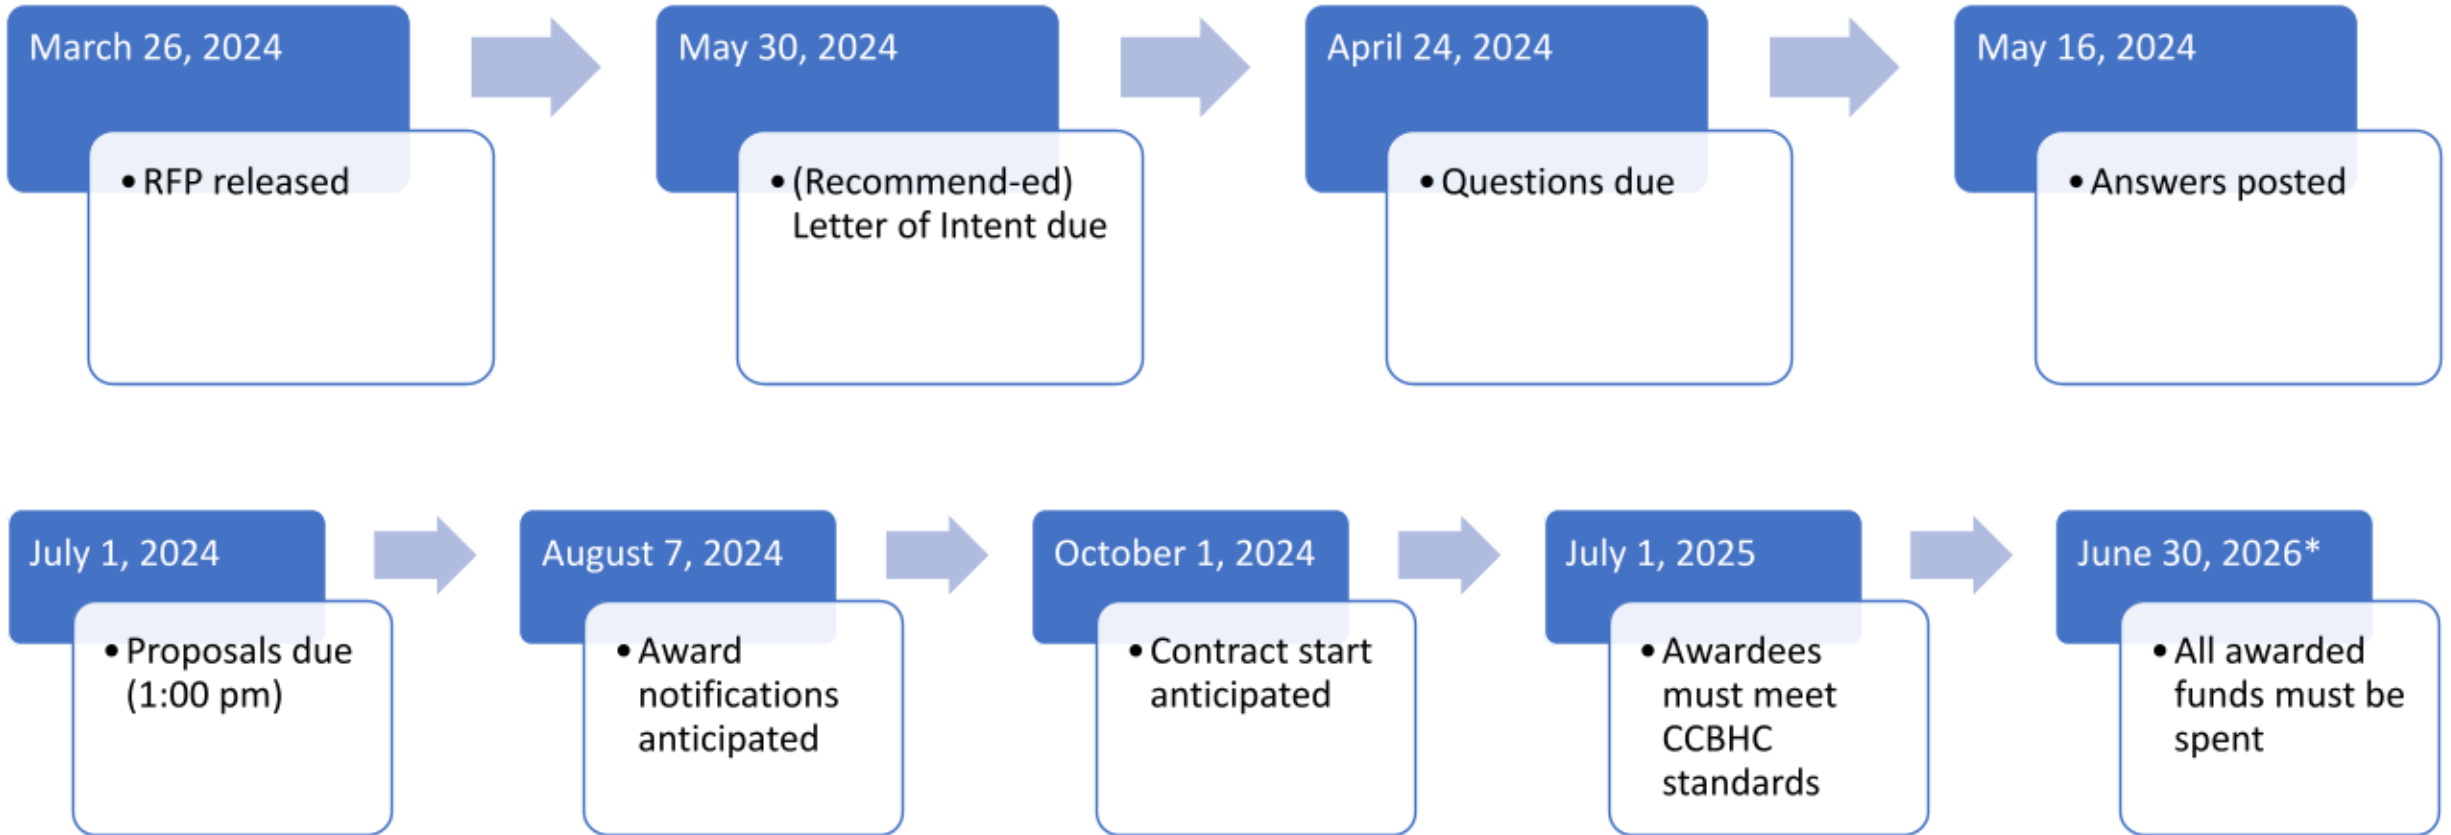 March 26, 2024
• RFP released
May 30, 2024
• (Recommend-ed)
Letter of Intent due
April 24, 2024
• Questions due
May 16, 2024
• Answers posted
July 1, 2024
• Proposals due
(1:00 pm)
August 7, 2024
• Award
notifications
anticipated
October 1, 2024
• Contract start
anticipated
July 1, 2025
• Awardees
must meet
CCBHC
standards
June 30, 2026*
• All awarded
funds must be
spent